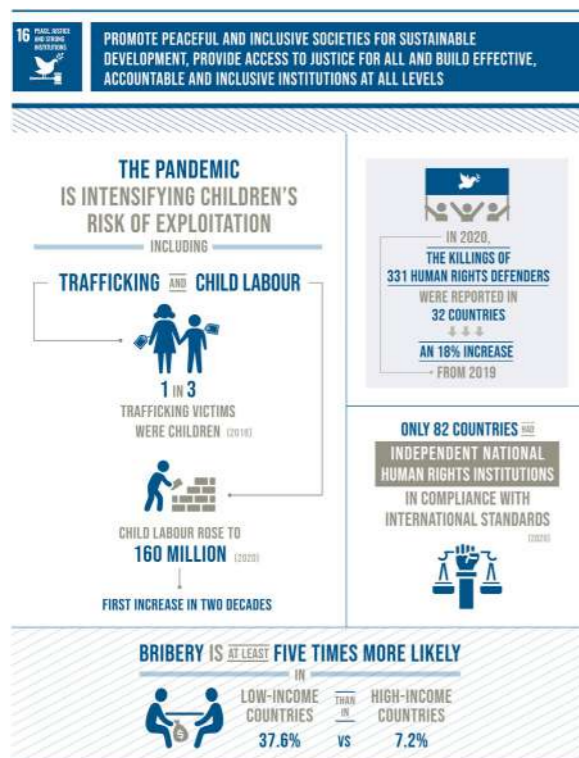 16 PEACE, JUSTICE
AND STRONG
INSTITUTIONS
PROMOTE PEACEFUL AND INCLUSIVE SOCIETIES FOR SUSTAINABLE
DEVELOPMENT, PROVIDE ACCESS TO JUSTICE FOR ALL AND BUILD EFFECTIVE,
ACCOUNTABLE AND INCLUSIVE INSTITUTIONS AT ALL LEVELS
THE PANDEMIC
IS INTENSIFYING CHILDREN'S
RISK OF EXPLOITATION
INCLUDING
TRAFFICKING AND CHILD LABOUR
1 IN 3
TRAFFICKING VICTIMS
WERE CHILDREN (2018)
CHILD LABOUR ROSE TO
160 MILLION (2020)
FIRST INCREASE IN TWO DECADES
IN 2020,
THE KILLINGS OF
331 HUMAN RIGHTS DEFENDERS
WERE REPORTED IN
32 COUNTRIES
AN 18% INCREASE
FROM 2019
ONLY 82 COUNTRIES HAD
INDEPENDENT NATIONAL
HUMAN RIGHTS INSTITUTIONS
IN COMPLIANCE WITH
INTERNATIONAL STANDARDS
(2020)
BRIBERY IS AT LEAST FIVE TIMES MORE LIKELY
IN
LOW-INCOME THAN HIGH-INCOME
COUNTRIES IN COUNTRIES
37.6% VS 7.2%
$